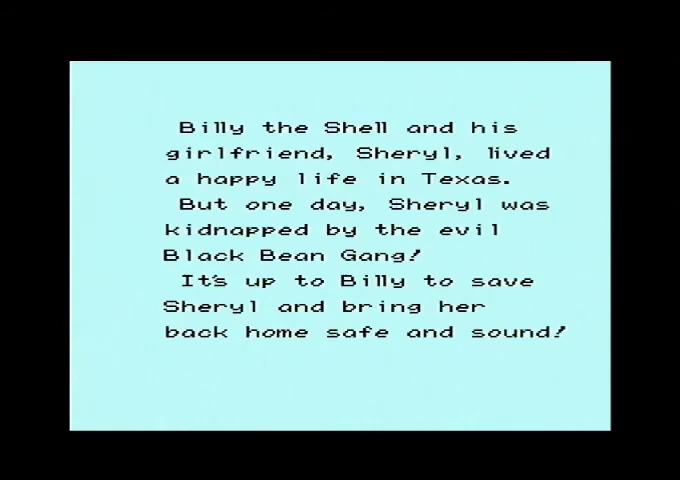 Billy the Shell and his
girlfriend, Sheryl, lived
a happy life in Texas.
But one day, Sheryl was
kidnapped by the evil
Black Bean Gang!
It's up to Billy to save
Sheryl and bring her
back home safe and sound!